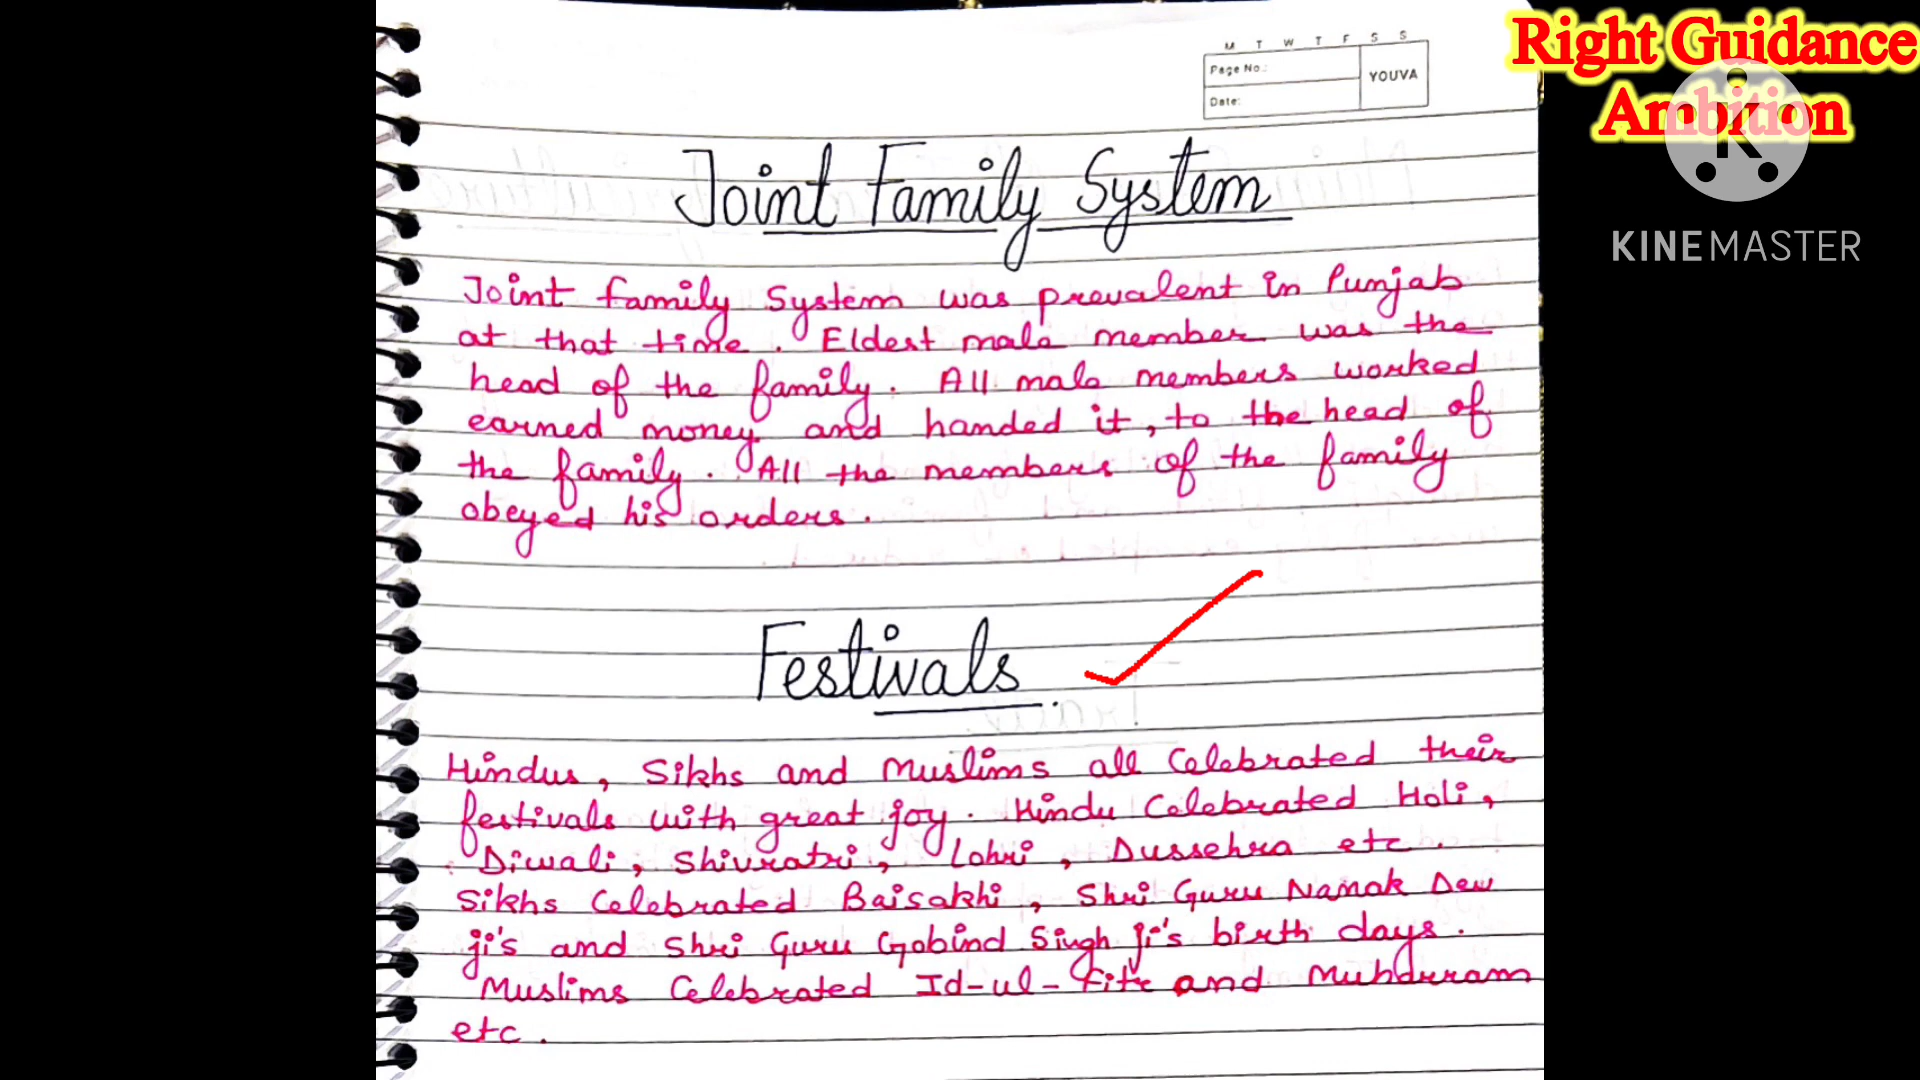 Right Guidance
Ambition
KINEMASTER
M T W T F S S
Page No.:
YOUVA
Date:
Joint Family System
Joint family System was prevalent in Punjab
at that time. Eldest male member was the
head of the family. All male members worked
earned money and handed it, to the head of
the family. All the members of the family
obeyed his orders.
Festivals.
Hindus, Sikhs and Muslims all Celebrated their
festivals with great joy. Hindu Celebrated Holi,
Diwali, Shivratri, Lohri, Dussehra etc.
Sikhs Celebrated Baisakhi, Shri Guru Nanak Dev
ji's and Shri Guru Gobind Singh ji's birth days.
Muslims Celebrated Id-ul-Fitr and Muhdrram
etc.